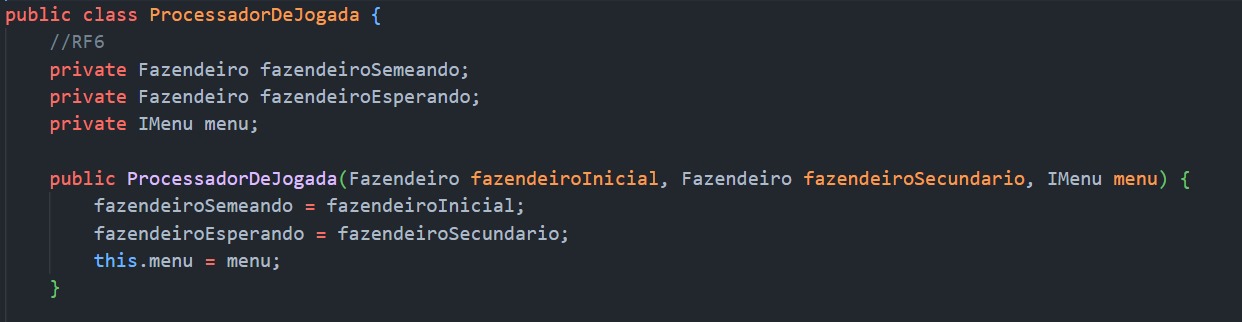 public class ProcessadorDeJogada {
//RF6
private Fazendeiro fazendeiroSemeando;
private Fazendeiro fazendeiroEsperando;
private IMenu menu;
public ProcessadorDeJogada(Fazendeiro fazendeiroInicial, Fazendeiro fazendeiroSecundario, IMenu menu) {
fazendeiroSemeando = fazendeiroInicial;
fazendeiroEsperando = fazendeiroSecundario;
this.menu = menu;
}